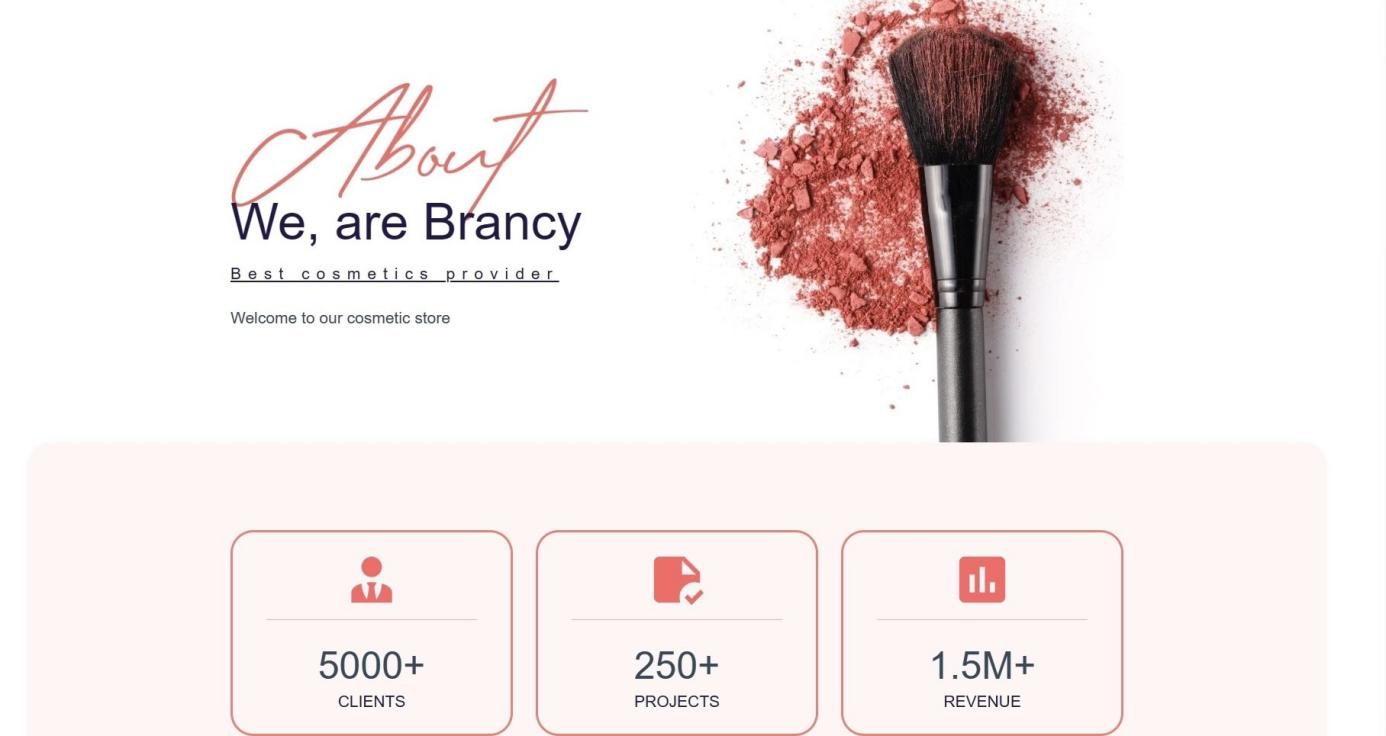 About
We, are Brancy
Best cosmetics provider
Welcome to our cosmetic store
5000+
CLIENTS
250+
PROJECTS
1.5M+
REVENUE